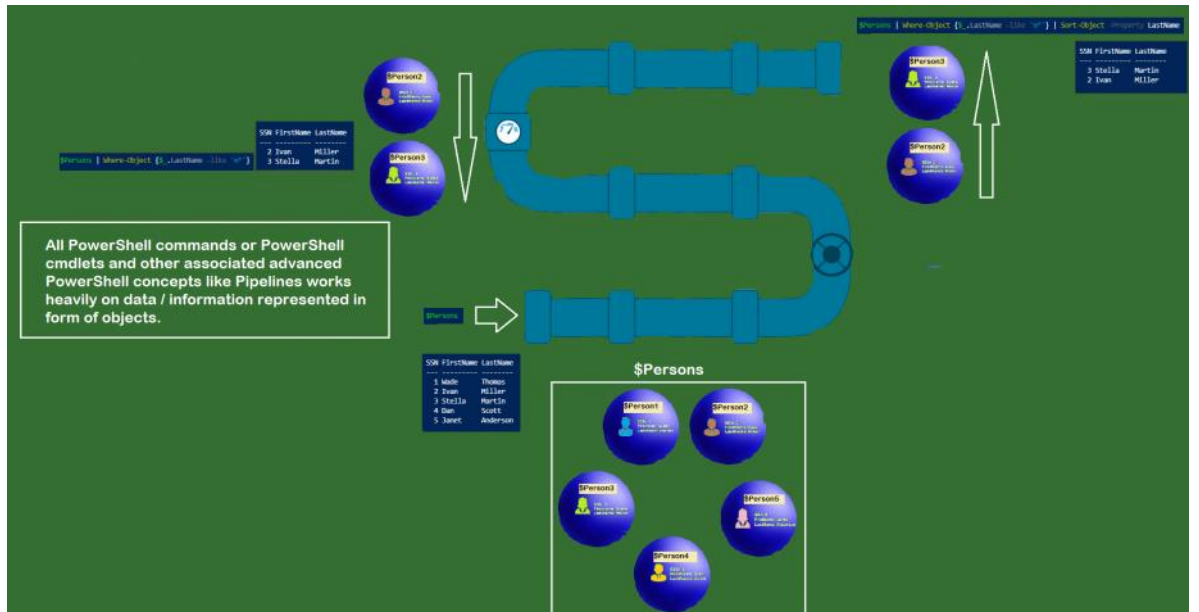 $Persons | Where-Object {$_.LastName -like 'm*'} | Sort-Object -Property LastName
SSN FirstName LastName
--- --------- --------
3 Stella Martin
2 Ivan Miller
$Person3
$Person2
$Person2
$Person3
SSN FirstName LastName
--- --------- --------
2 Ivan Miller
3 Stella Martin
$Persons | Where-Object {$_.LastName -like 'm*'}
All PowerShell commands or PowerShell
cmdlets and other associated advanced
PowerShell concepts like Pipelines works
heavily on data / information represented in
form of objects.
$Persons
SSN FirstName LastName
--- --------- --------
1 Wade Thomas
2 Ivan Miller
3 Stella Martin
4 Dan Scott
5 Janet Anderson
$Persons
$Person1
$Person2
$Person3
$Person5
$Person4